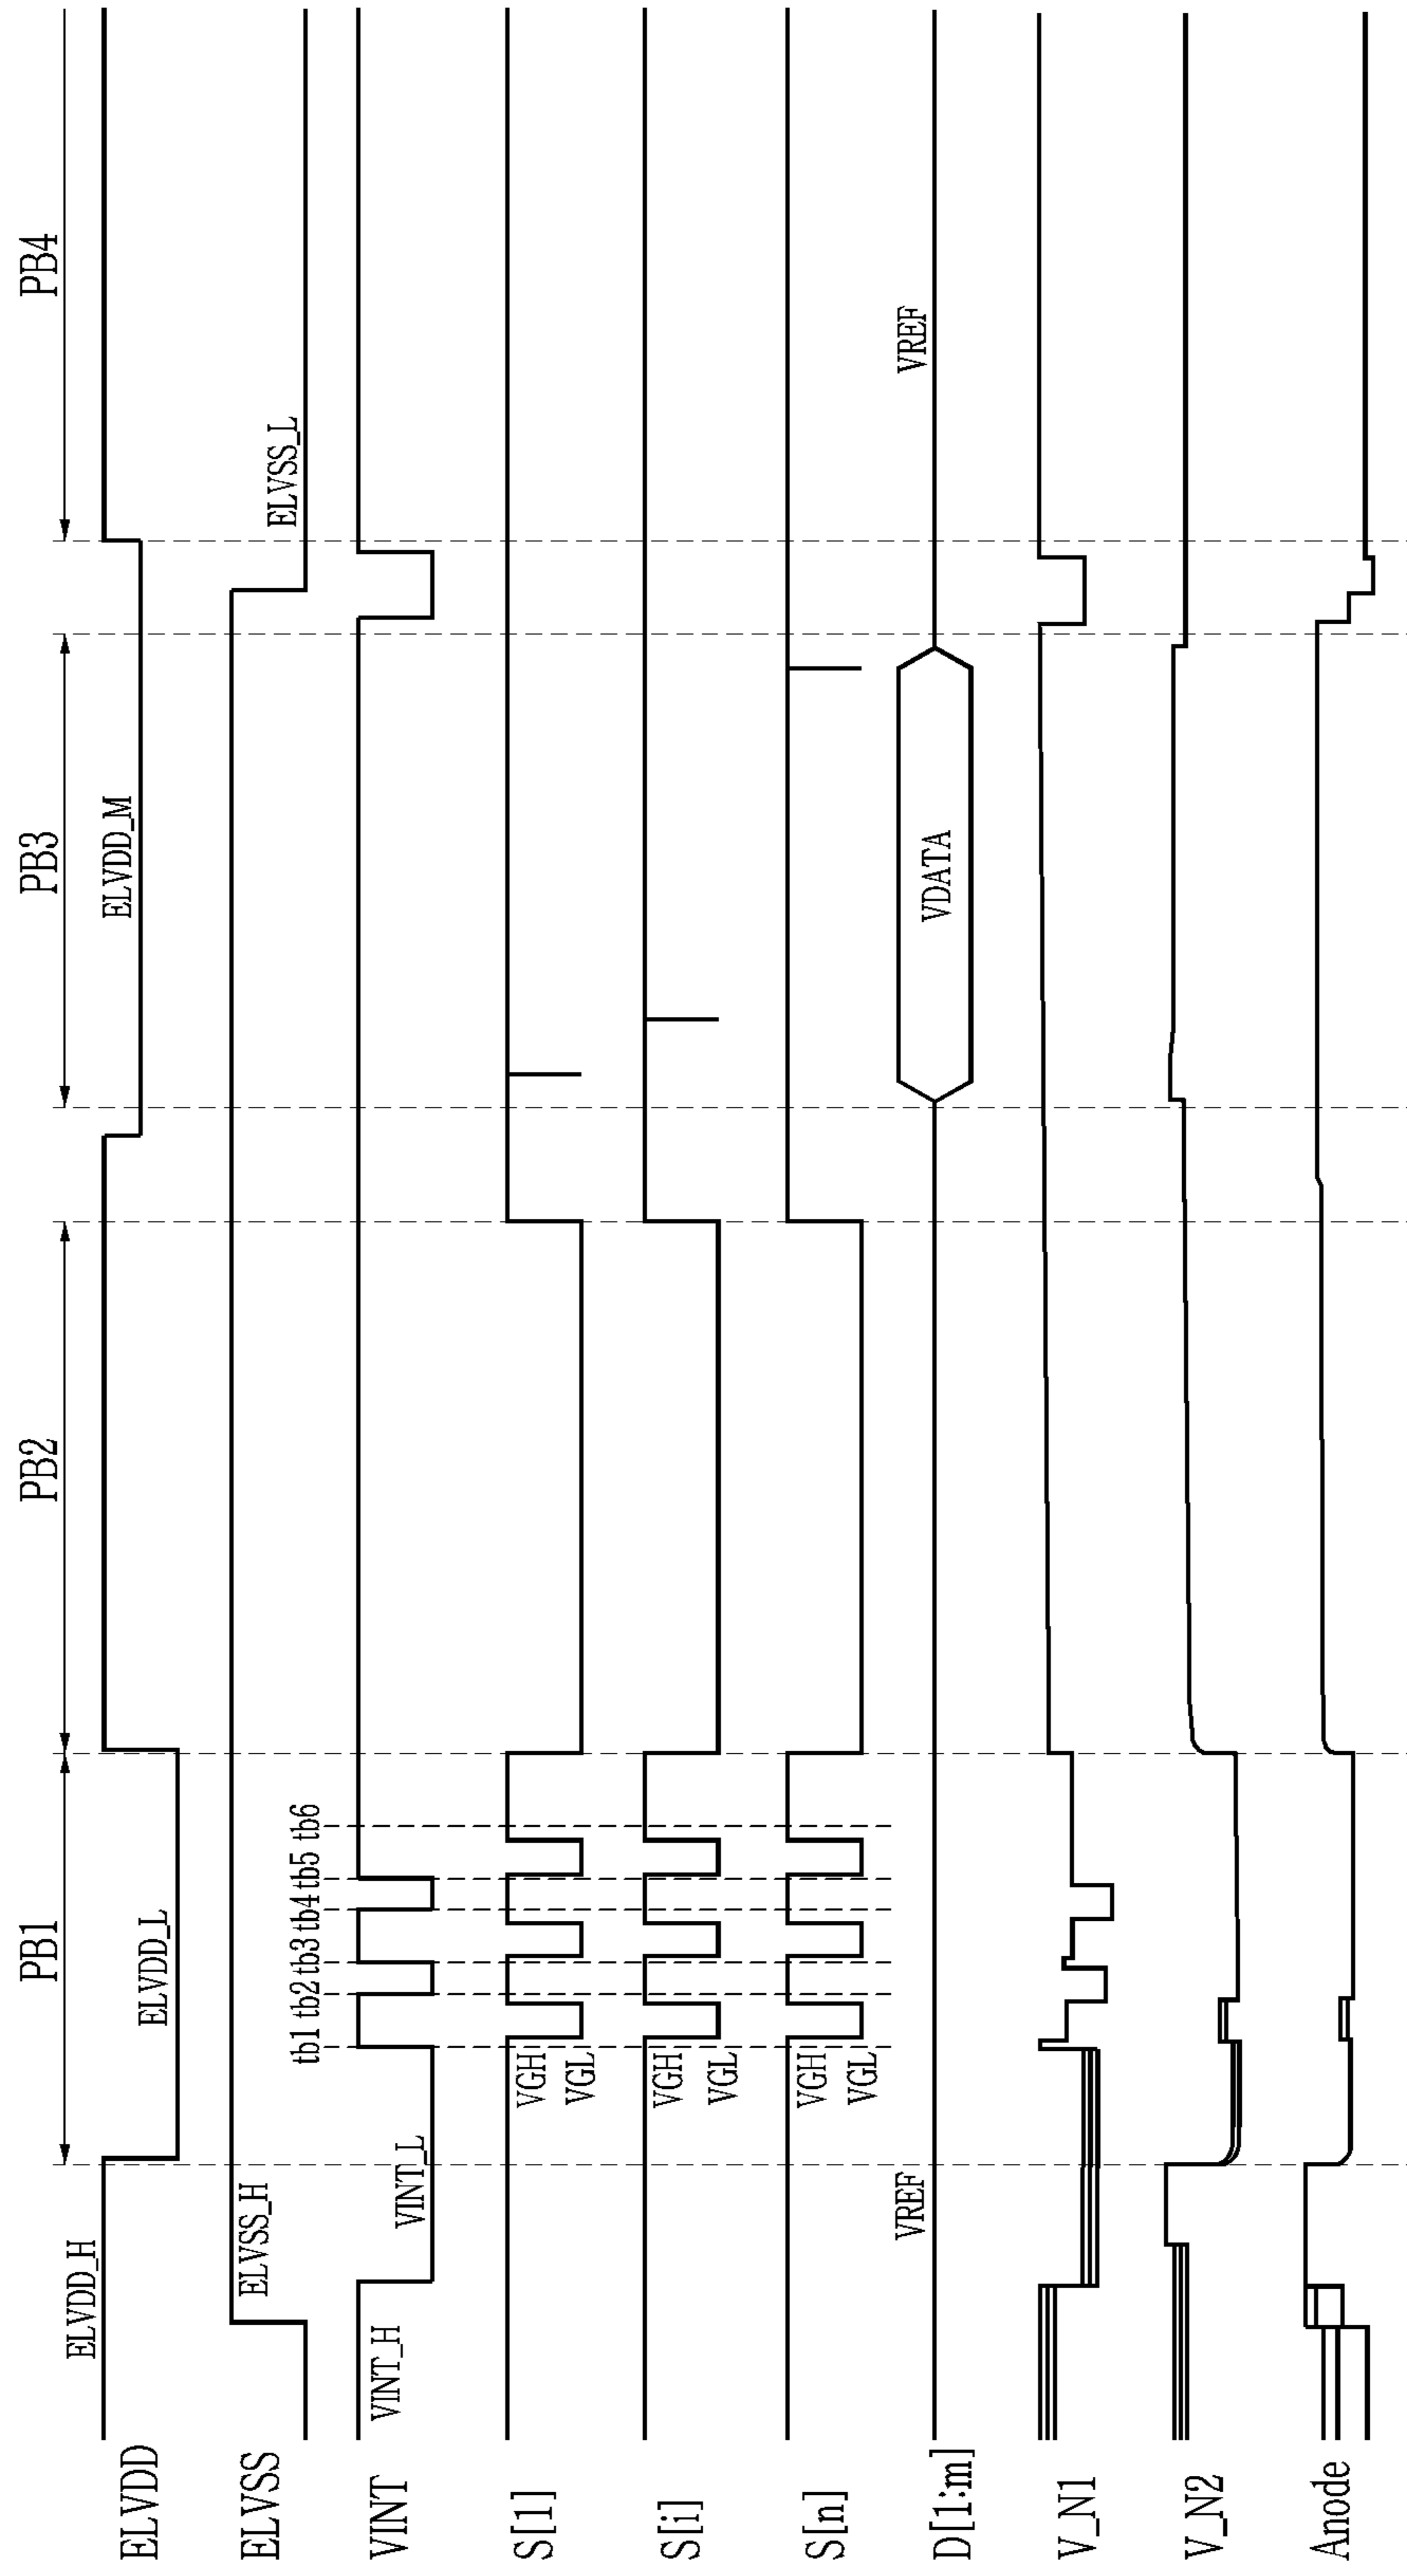 PB1
PB2
PB3
PB4
ELVDD
ELVDD_H
ELVDD_L
ELVDD_M
ELVSS
ELVSS_H
ELVSS_L
VINT
VINT_H
VINT_L
tb1 tb2 tb3 tb4 tb5 tb6
S[1]
VGH
VGL
S[i]
VGH
VGL
S[n]
VGH
VGL
D[1:m]
VREF
VDATA
VREF
V_N1
V_N2
Anode